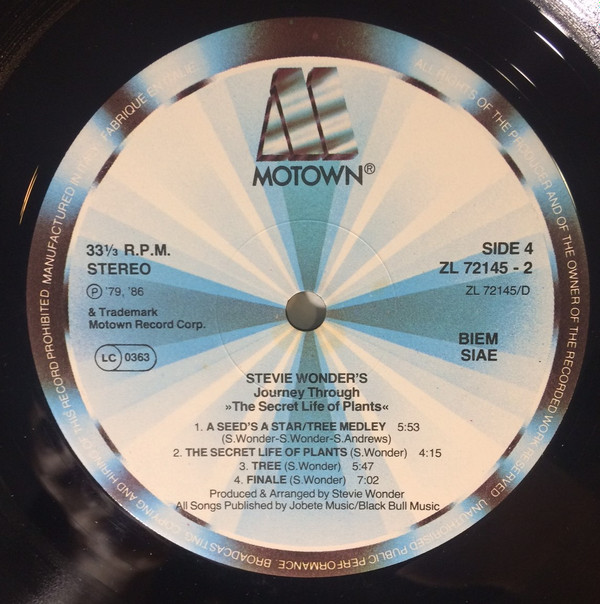 MOTOWN®
33⅓ R.P.M.
STEREO
Ⓟ '79, '86
& Trademark
Motown Record Corp.
LC 0363
SIDE 4
ZL 72145 - 2
ZL 72145/D
BIEM
SIAE
STEVIE WONDER'S
Journey Through
»The Secret Life of Plants«
1. A SEED'S A STAR/TREE MEDLEY 5:53
(S.Wonder-S.Wonder-S.Andrews)
2. THE SECRET LIFE OF PLANTS (S.Wonder) 4:15
3. TREE (S.Wonder) 5:47
4. FINALE (S.Wonder) 7:02
Produced & Arranged by Stevie Wonder
All Songs Published by Jobete Music/Black Bull Music
ALL RIGHTS OF THE PRODUCER AND OF THE OWNER OF THE RECORDED WORK RESERVED · UNAUTHORISED PUBLIC PERFORMANCE, BROADCASTING, COPYING AND HIRING OF THIS RECORD PROHIBITED MANUFACTURED IN FABRIQUÉ EN